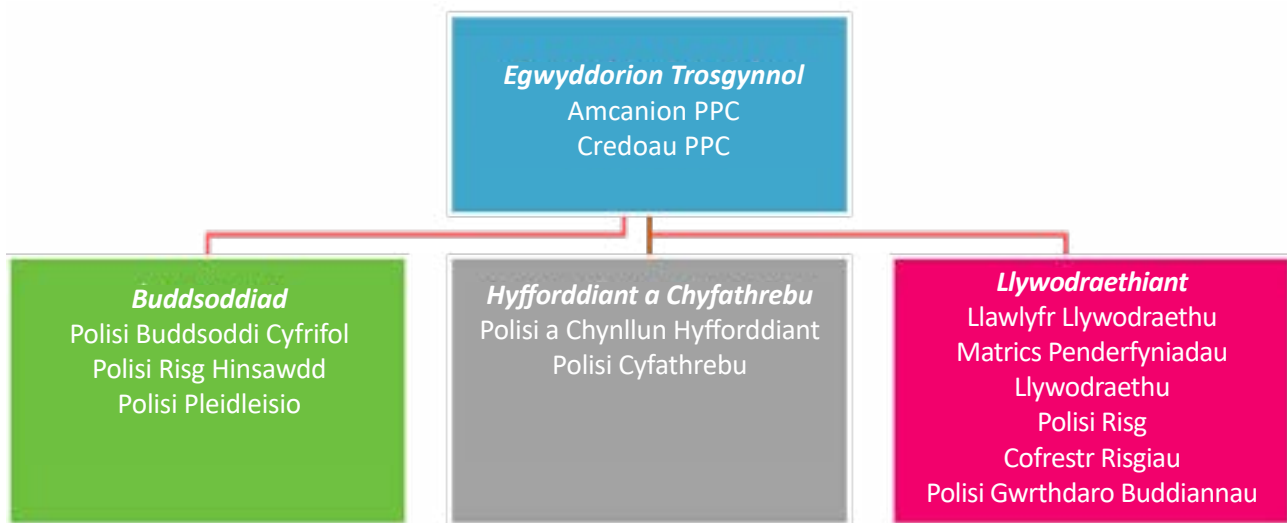 Egwyddorion Trosgynnol
Amcanion PPC
Credoau PPC
Buddsoddiad
Polisi Buddsoddi Cyfrifol
Polisi Risg Hinsawdd
Polisi Pleidleisio
Hyfforddiant a Chyfathrebu
Polisi a Chynllun Hyfforddiant
Polisi Cyfathrebu
Llywodraethiant
Llawlyfr Llywodraethu
Matrics Penderfyniadau
Llywodraethu
Polisi Risg
Cofrestr Risgiau
Polisi Gwrthdaro Buddiannau